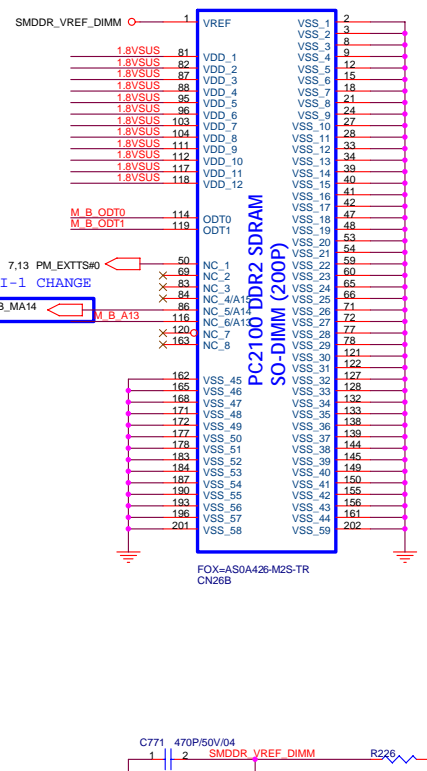 SMDDR_VREF_DIMM 1 VREF
1.8VSUS 81 VDD_1
1.8VSUS 82 VDD_2
1.8VSUS 87 VDD_3
1.8VSUS 88 VDD_4
1.8VSUS 95 VDD_5
1.8VSUS 96 VDD_6
1.8VSUS 103 VDD_7
1.8VSUS 104 VDD_8
1.8VSUS 111 VDD_9
1.8VSUS 112 VDD_10
1.8VSUS 117 VDD_11
1.8VSUS 118 VDD_12
M_B_ODT0 114 ODT0
M_B_ODT1 119 ODT1
7,13 PM_EXTTS#0 50 NC_1
69 NC_2
I-1 CHANGE 83 NC_3
84 NC_4/A15
B_MA14 86 NC_5/A14
M_B_A13 116 NC_6/A13
120 NC_7
163 NC_8
162 VSS_45
165 VSS_46
168 VSS_47
171 VSS_48
172 VSS_49
177 VSS_50
178 VSS_51
183 VSS_52
184 VSS_53
187 VSS_54
190 VSS_55
193 VSS_56
196 VSS_57
201 VSS_58
PC2100 DDR2 SDRAM
SO-DIMM (200P)
VSS_1 2
VSS_2 3
VSS_3 8
VSS_4 9
VSS_5 12
VSS_6 15
VSS_7 18
VSS_8 21
VSS_9 24
VSS_10 27
VSS_11 28
VSS_12 33
VSS_13 34
VSS_14 39
VSS_15 40
VSS_16 41
VSS_17 42
VSS_18 47
VSS_19 48
VSS_20 53
VSS_21 54
VSS_22 59
VSS_23 60
VSS_24 65
VSS_25 66
VSS_26 71
VSS_27 72
VSS_28 77
VSS_29 78
VSS_30 121
VSS_31 122
VSS_32 127
VSS_33 128
VSS_34 132
VSS_35 133
VSS_36 138
VSS_37 139
VSS_38 144
VSS_39 145
VSS_40 149
VSS_41 150
VSS_42 155
VSS_43 156
VSS_44 161
VSS_59 202
FOX=AS0A426-M2S-TR
CN26B
C771 470P/50V/04
1 2 SMDDR_VREF_DIMM R226